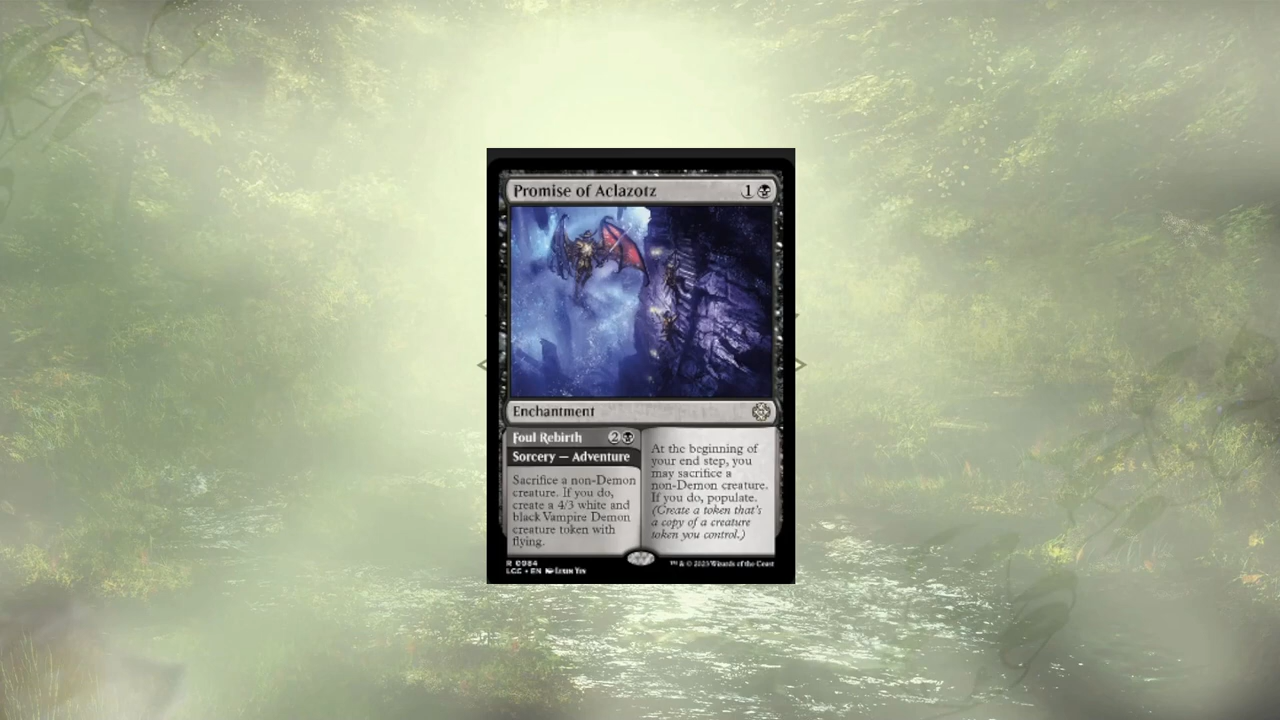 Promise of Aclazotz 1
Enchantment
Foul Rebirth 2
Sorcery — Adventure
Sacrifice a non-Demon
creature. If you do,
create a 4/3 white and
black Vampire Demon
creature token with
flying.
At the beginning of
your end step, you
may sacrifice a
non-Demon creature.
If you do, populate.
(Create a token that's
a copy of a creature
token you control.)
R 0084
LCC • EN Lixin Yin
™ & © 2023 Wizards of the Coast